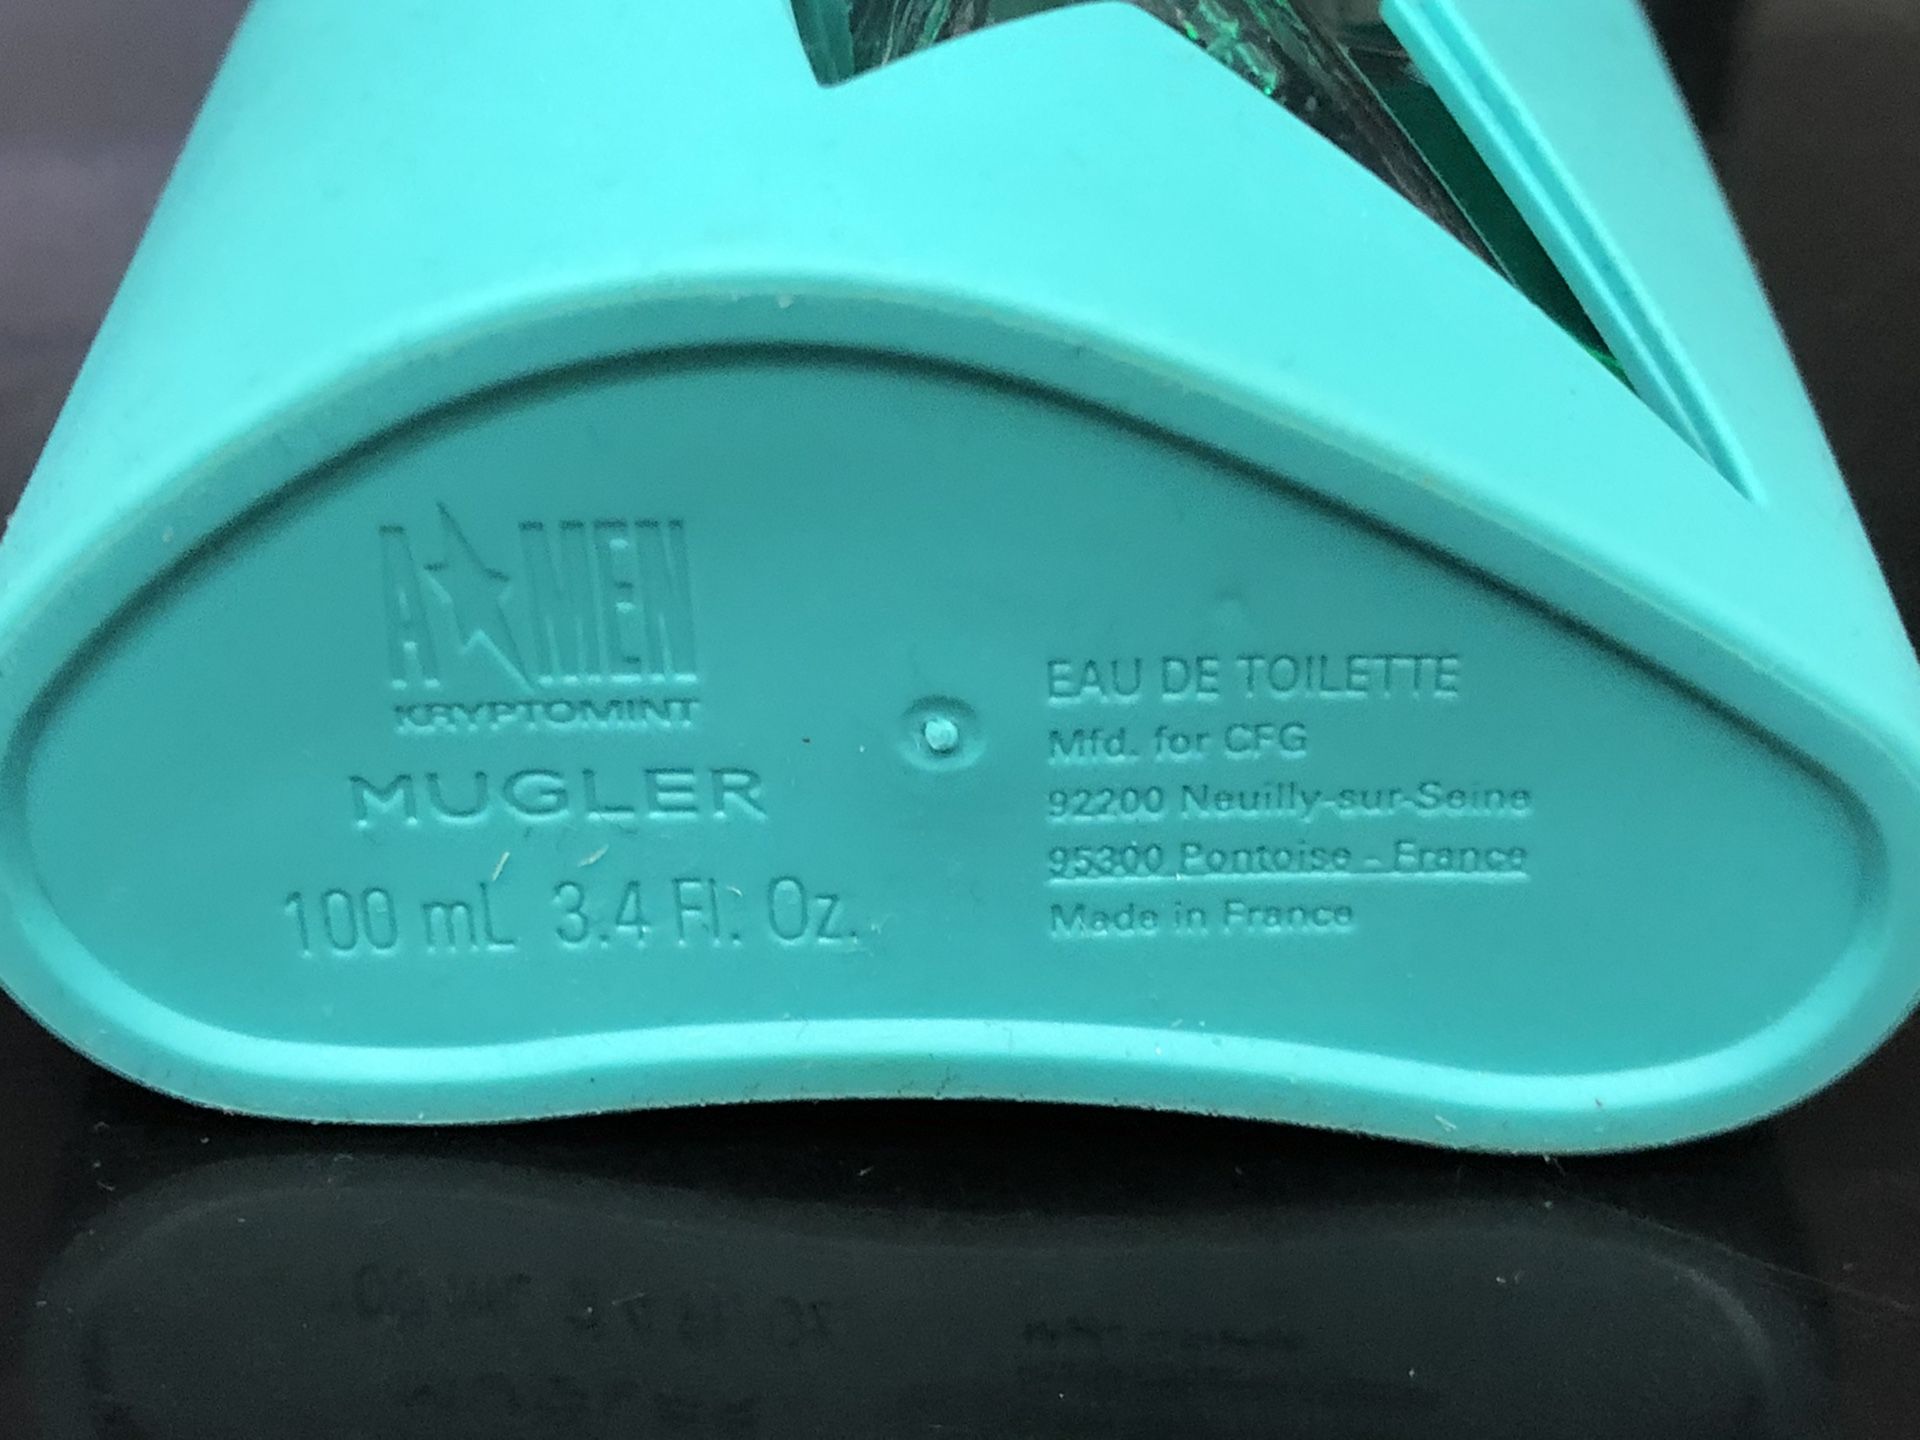 A★MEN
KRYPTOMINT
MUGLER
100 mL 3.4 Fl. Oz.
EAU DE TOILETTE
Mfd. for CFG
92200 Neuilly-sur-Seine
95300 Pontoise - France
Made in France